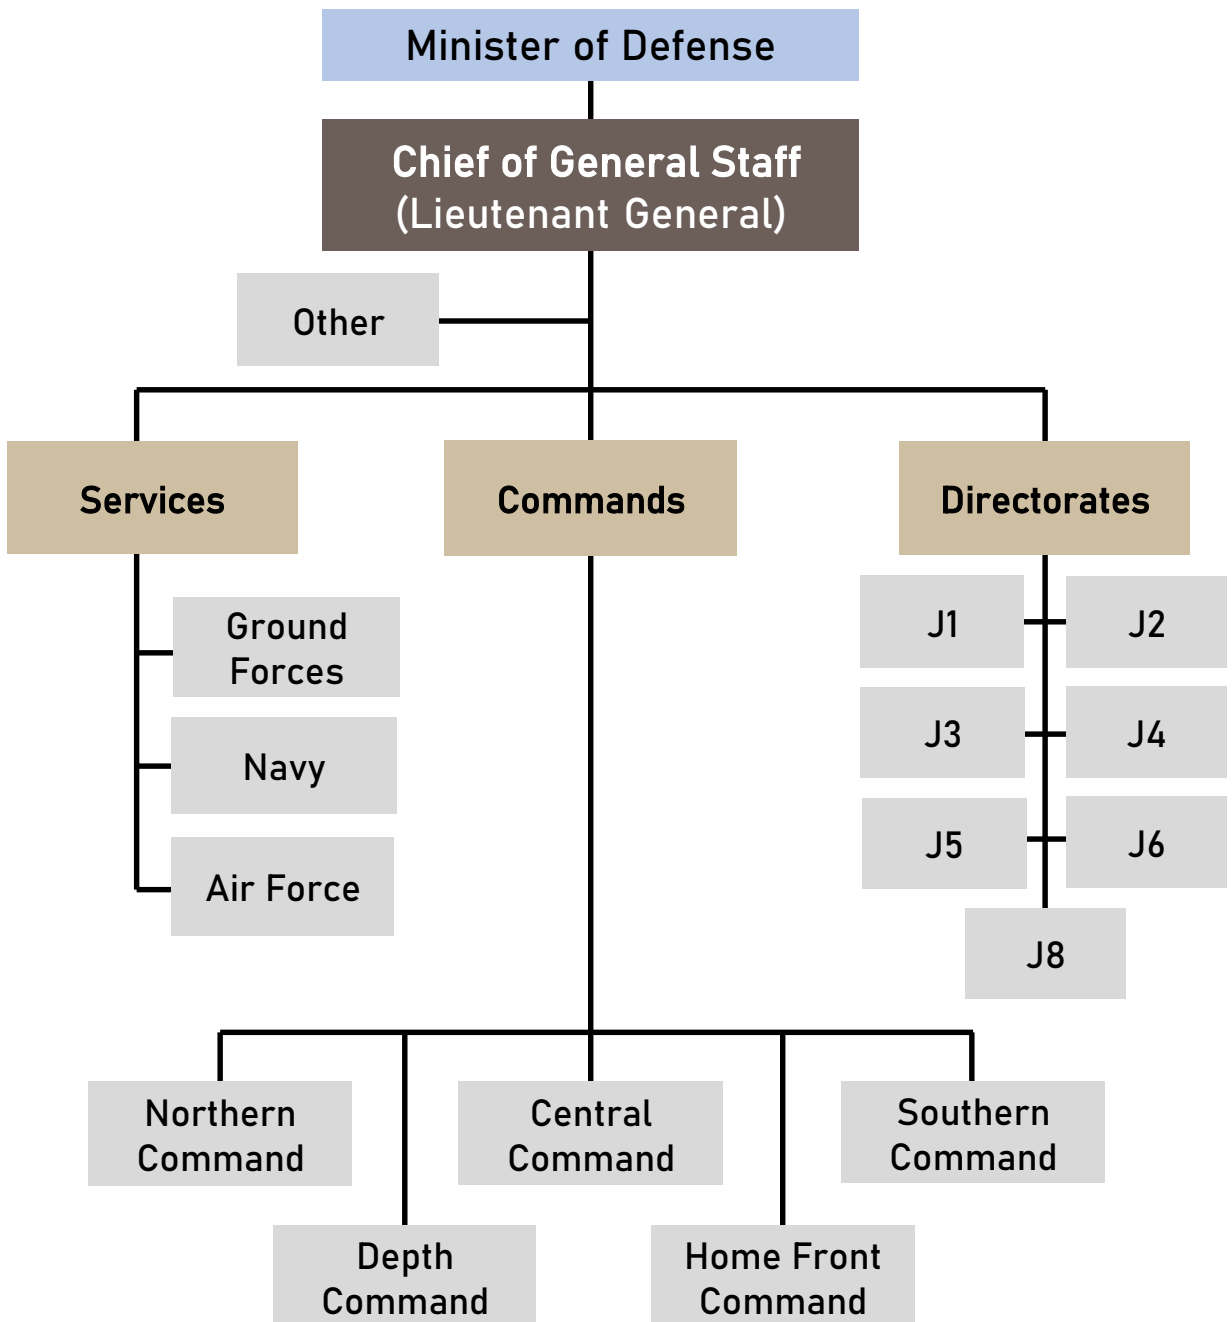 Minister of Defense
Chief of General Staff
(Lieutenant General)
Other
Services
Commands
Directorates
Ground
Forces
Navy
Air Force
J1
J2
J3
J4
J5
J6
J8
Northern
Command
Central
Command
Southern
Command
Depth
Command
Home Front
Command